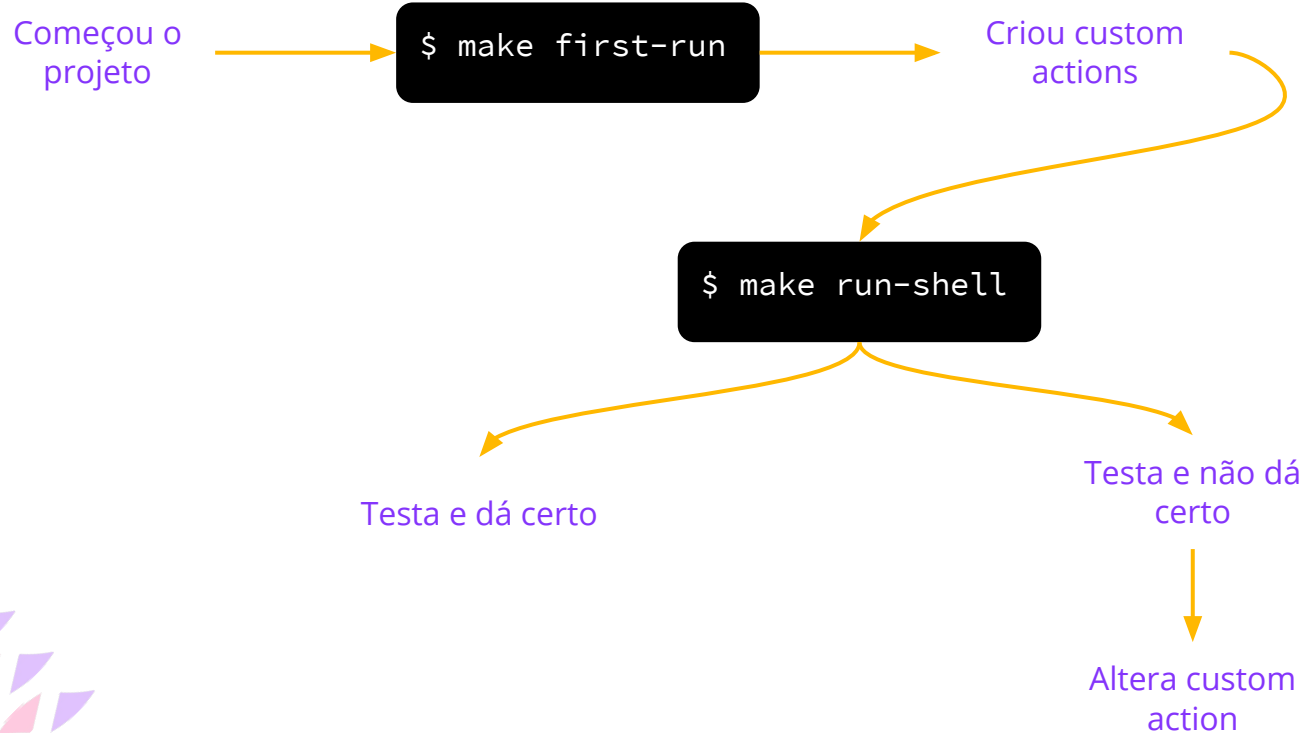 Começou o
projeto
$ make first-run
Criou custom
actions
$ make run-shell
Testa e dá certo
Testa e não dá
certo
Altera custom
action